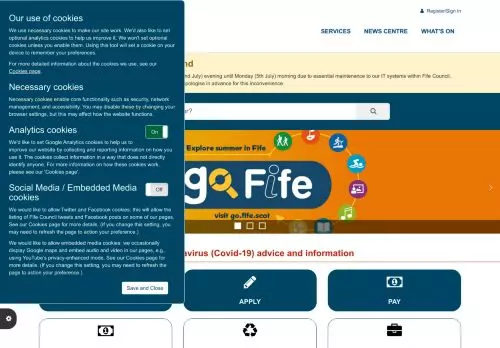 Register/Sign in
SERVICES
NEWS CENTRE
WHAT'S ON
Our use of cookies
We use necessary cookies to make our site work. We'd also like to set
optional analytics cookies to help us improve it. We won't set optional
cookies unless you enable them. Using this tool will set a cookie on your
device to remember your preferences.
For more detailed information about the cookies we use, see our
Cookies page.
Necessary cookies
Necessary cookies enable core functionality such as security, network
management, and accessibility. You may disable these by changing your
browser settings, but this may affect how the website functions.
Analytics cookies
On
We'd like to set Google Analytics cookies to help us to
improve our website by collecting and reporting information on how
you use it. The cookies collect information in a way that does not directly
identify anyone. For more information on how these cookies work,
please see our 'Cookies page'.
Social Media / Embedded Media
cookies
Off
We would like to allow Twitter and Facebook cookies; this will allow the
listing of Fife Council tweets and Facebook posts on some of our pages.
See our Cookies page for more details. (If you change this setting, you
may need to refresh the page to action your preference.)
We would like to allow embedded media cookies: we occasionally
display Google maps and embed audio and video in our pages, e.g.,
using YouTube's privacy-enhanced mode. See our Cookies page for
more details. (If you change this setting, you may need to refresh the
page to action your preference.)
Save and Close
nd
nd July) evening until Monday (5th July) morning due to essential maintenance to our IT systems within Fife Council.
pologise in advance for this inconvenience
r?
Explore summer in Fife
go Fife
visit go.fife.scot
avirus (Covid-19) advice and information
APPLY
PAY